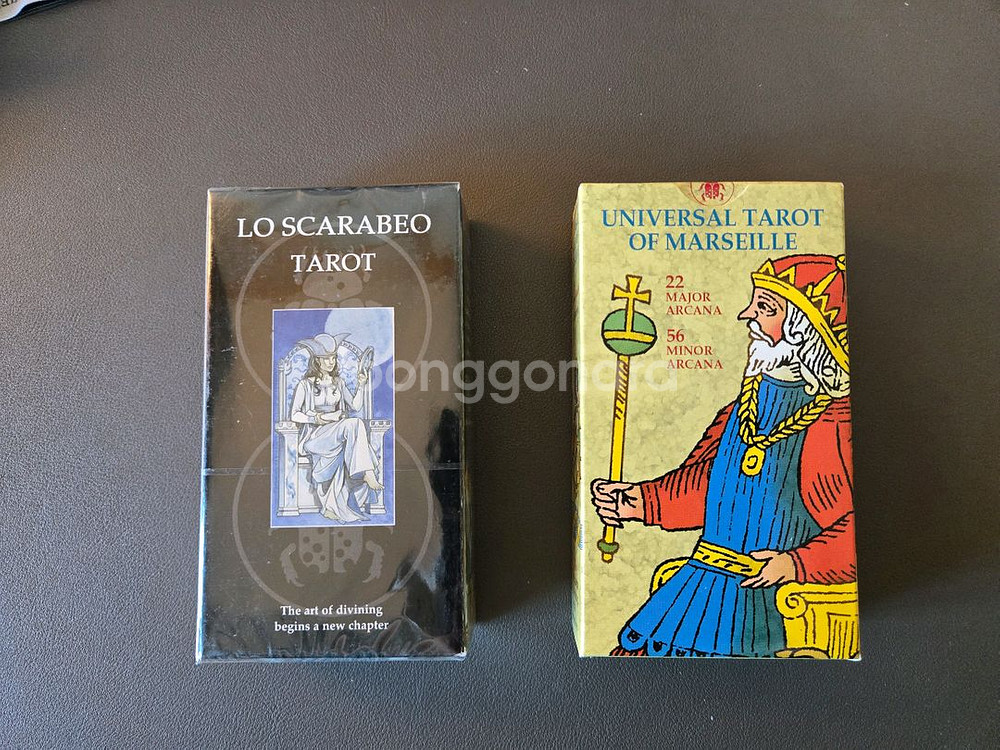 LO SCARABEO
TAROT
The art of divining
begins a new chapter
UNIVERSAL TAROT
OF MARSEILLE
22
MAJOR
ARCANA
56
MINOR
ARCANA